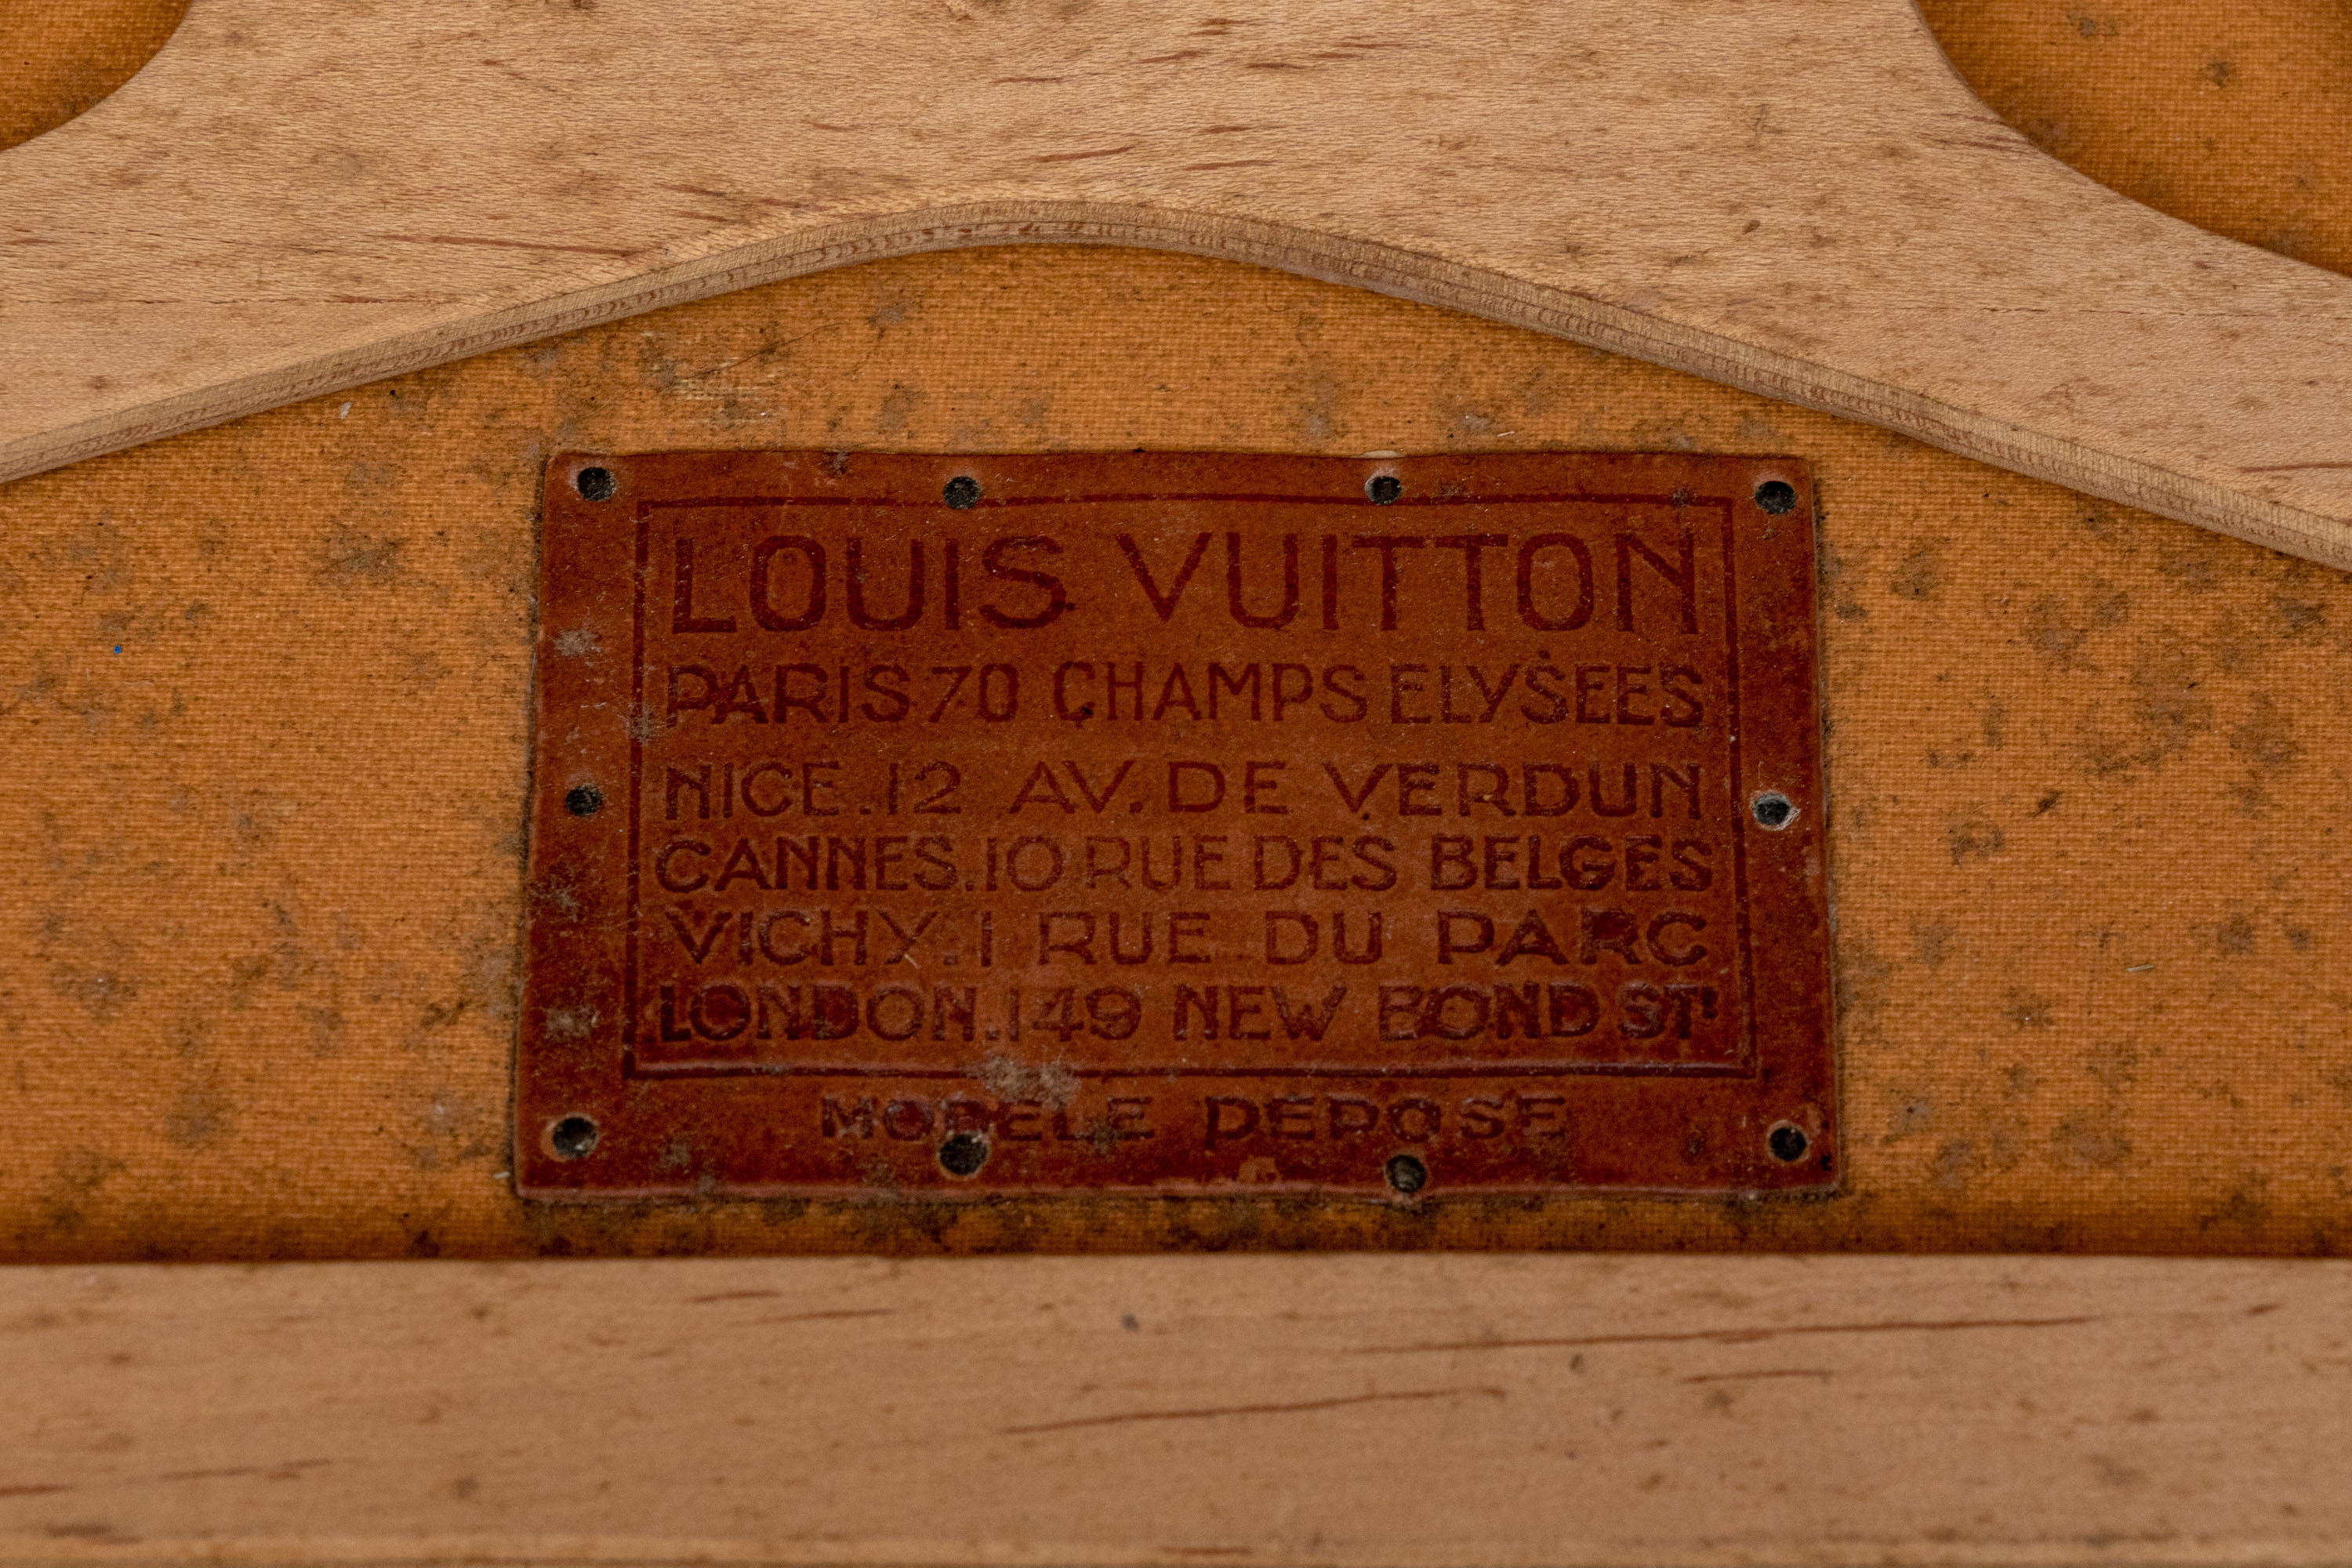 LOUIS VUITTON
PARIS 70 CHAMPS ELYSEES
NICE.12 AV. DE VERDUN
CANNES.10 RUE DES BELGES
VICHY.1 RUE DU PARC
LONDON.149 NEW BOND ST
MODELE DEPOSE